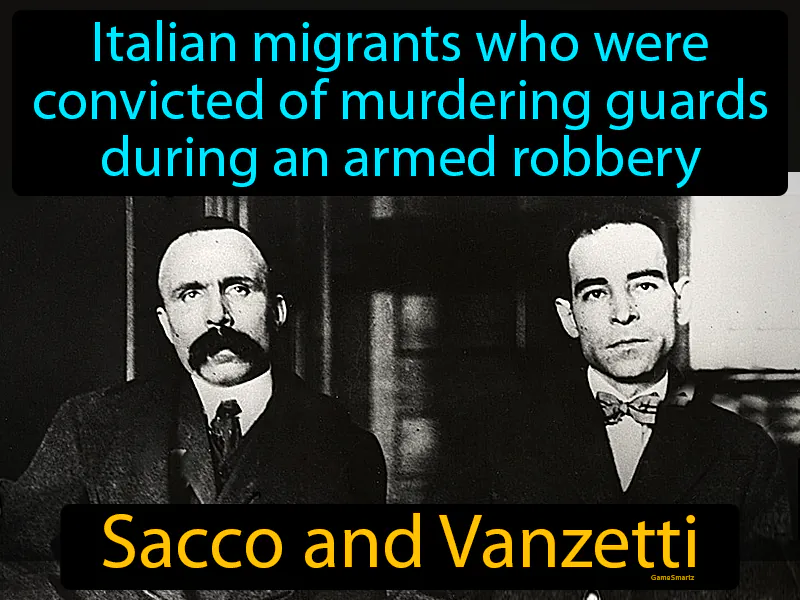 Italian migrants who were
convicted of murdering guards
during an armed robbery
Sacco and Vanzetti
GameSmartz